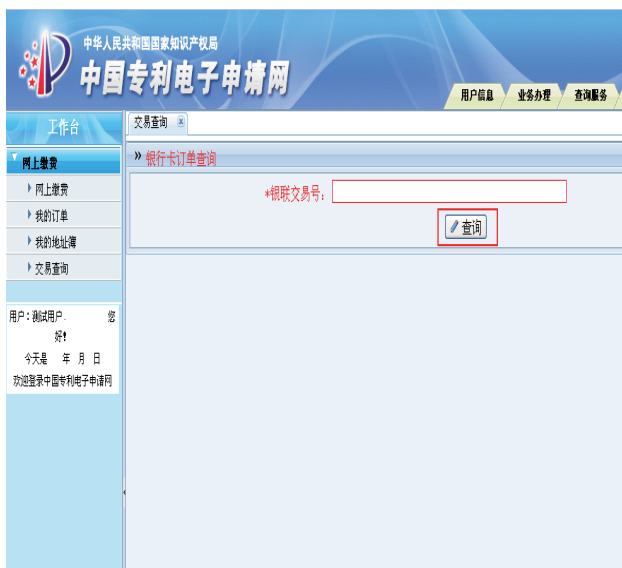 中华人民共和国国家知识产权局
中国专利电子申请网
用户信息 业务办理 查询服务
工作台
交易查询
网上缴费
» 银行卡订单查询
网上缴费
*银联交易号：
我的订单
查询
我的地址簿
交易查询
用户：测试用户. 您
好！
今天是 年 月 日
欢迎登录中国专利电子申请网